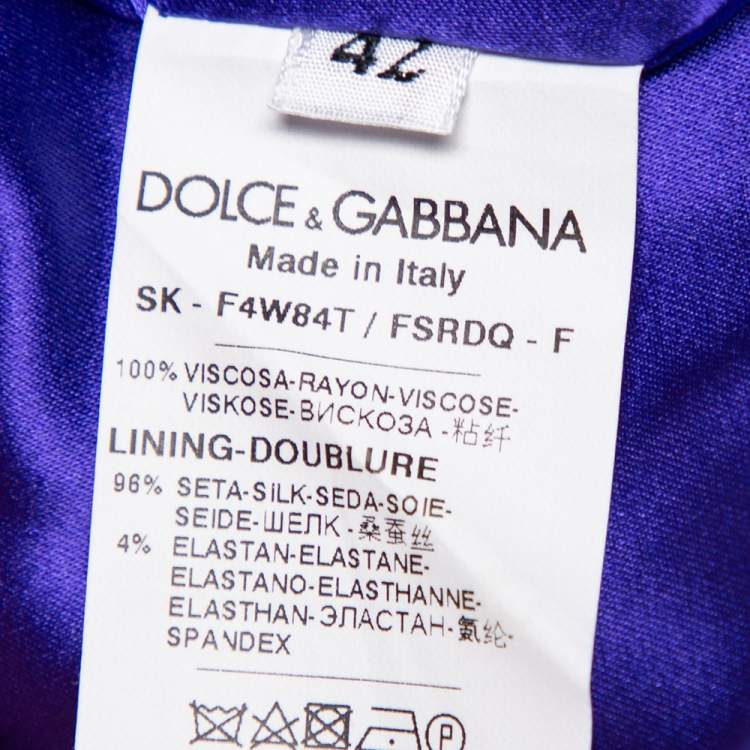 42
DOLCE & GABBANA
Made in Italy
SK - F4W84T / FSRDQ - F
100% VISCOSA-RAYON-VISCOSE-
VISKOSE-ВИСКОЗА -粘纤
LINING-DOUBLURE
96% SETA-SILK-SEDA-SOIE-
SEIDE-ШЕЛК -桑蚕丝
4% ELASTAN-ELASTANE-
ELASTANO-ELASTHANNE-
ELASTHAN-ЭЛАСТАН-氨纶-
SPANDEX
P